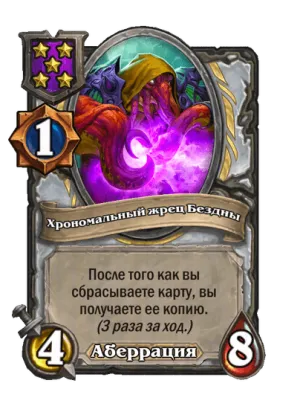 1
Хрономальный жрец Бездны
После того как вы
сбрасываете карту, вы
получаете ее копию.
(3 раза за ход.)
4
Аберрация
8